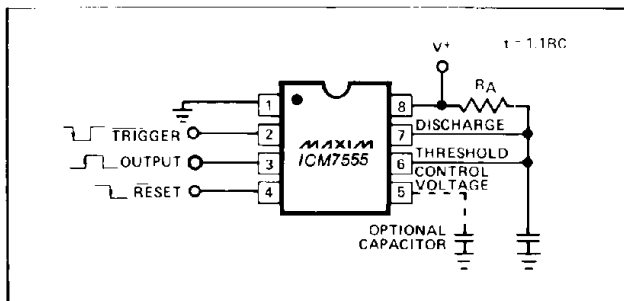 V+ t = 1.1RC
RA
1 8
TRIGGER 2 7 DISCHARGE
MAXIM
OUTPUT 3 ICM7555 6 THRESHOLD
RESET 4 5 CONTROL
VOLTAGE
OPTIONAL
CAPACITOR